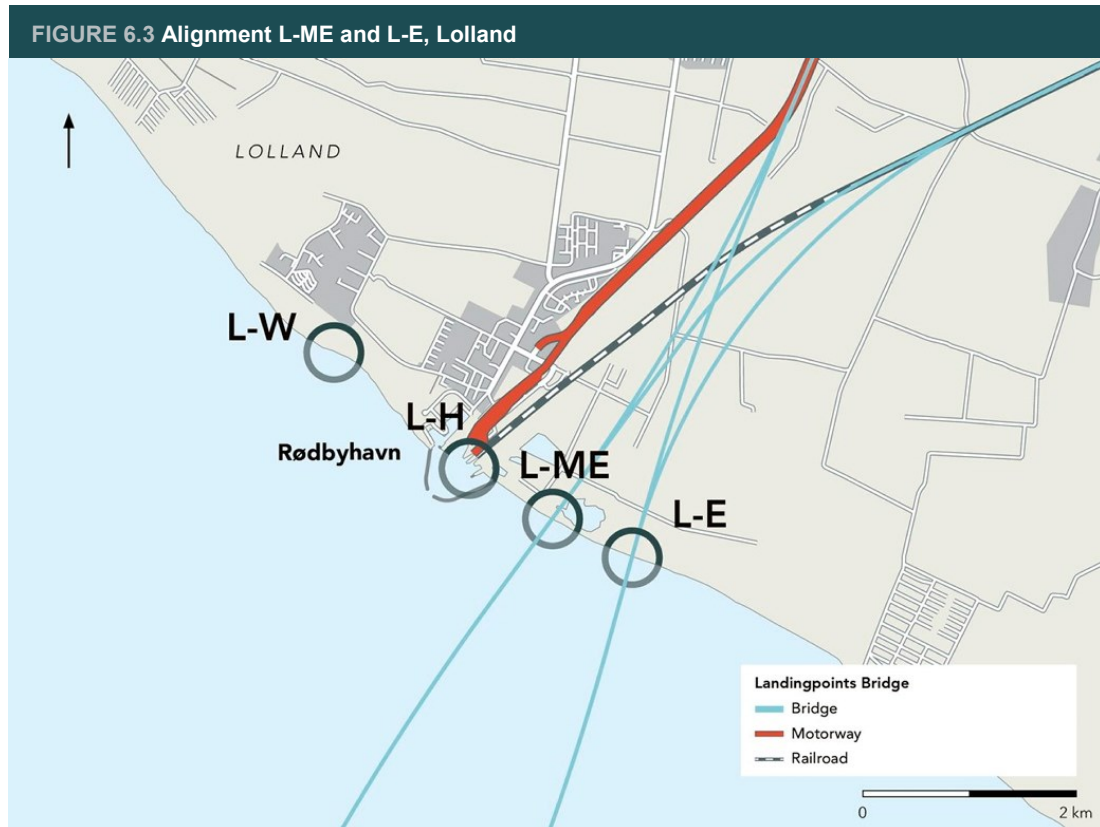 FIGURE 6.3 Alignment L-ME and L-E, Lolland
LOLLAND
L-W
L-H
Rødbyhavn
L-ME
L-E
Landingpoints Bridge
Bridge
Motorway
Railroad
0 2 km